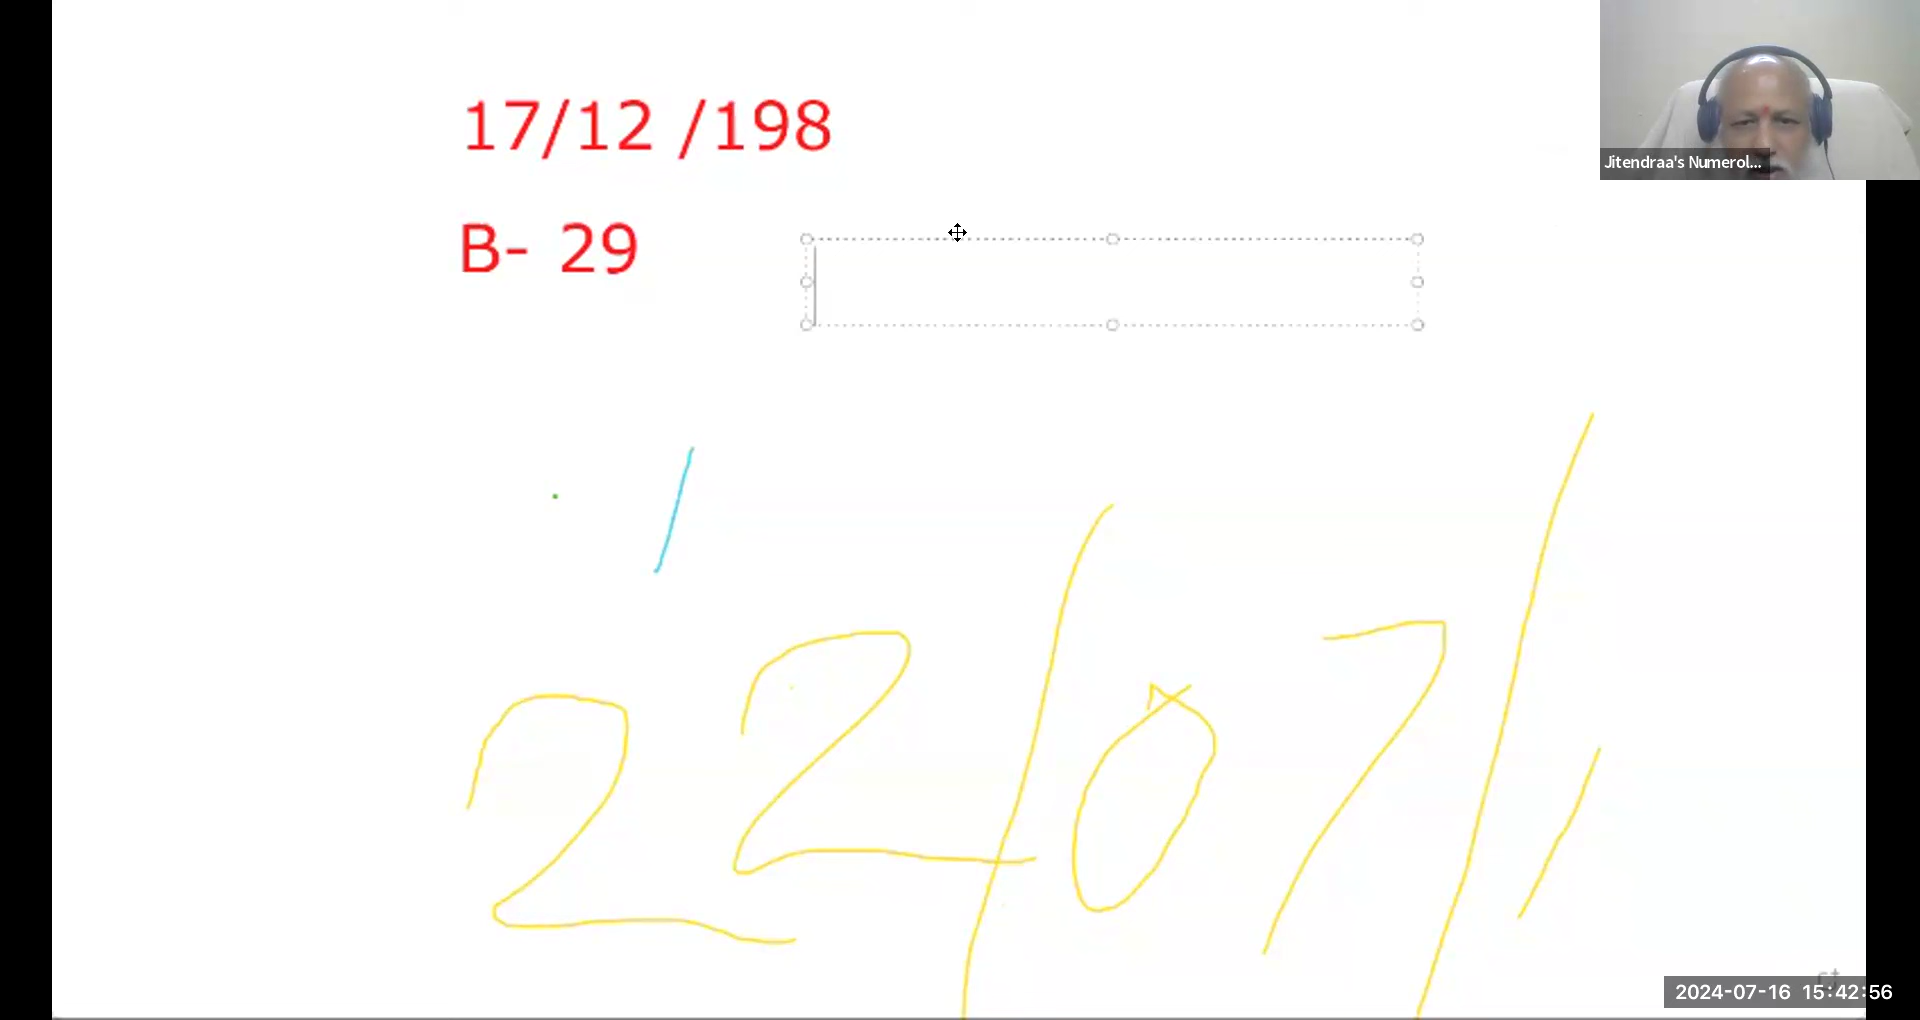 17/12 /198
Jitendraa's Numerol...
B- 29
22/07/1
2024-07-16 15:42:56